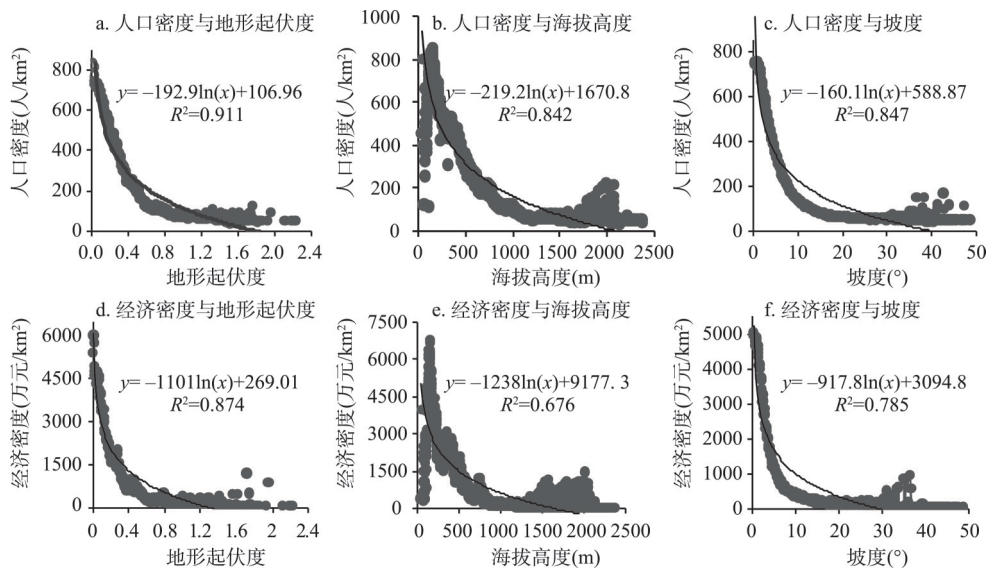 a. 人口密度与地形起伏度
人口密度(人/km²)
800
600
400
200
0
y= –192.9ln(x)+106.96
R²=0.911
0.0 0.4 0.8 1.2 1.6 2.0 2.4
地形起伏度
b. 人口密度与海拔高度
人口密度(人/km²)
1000
800
600
400
200
0
y= –219.2ln(x)+1670.8
R²=0.842
0 500 1000 1500 2000 2500
海拔高度(m)
c. 人口密度与坡度
人口密度(人/km²)
800
600
400
200
0
y= –160.1ln(x)+588.87
R²=0.847
0 10 20 30 40 50
坡度(°)
d. 经济密度与地形起伏度
经济密度(万元/km²)
6000
4500
3000
1500
0
y= –1101ln(x)+269.01
R²=0.874
0 0.4 0.8 1.2 1.6 2.0 2.4
地形起伏度
e. 经济密度与海拔高度
经济密度(万元/km²)
7500
6000
4500
3000
1500
0
y= –1238ln(x)+9177. 3
R²=0.676
0 500 1000 1500 2000 2500
海拔高度(m)
f. 经济密度与坡度
经济密度(万元/km²)
5000
4000
3000
2000
1000
0
y= –917.8ln(x)+3094.8
R²=0.785
0 10 20 30 40 50
坡度(°)